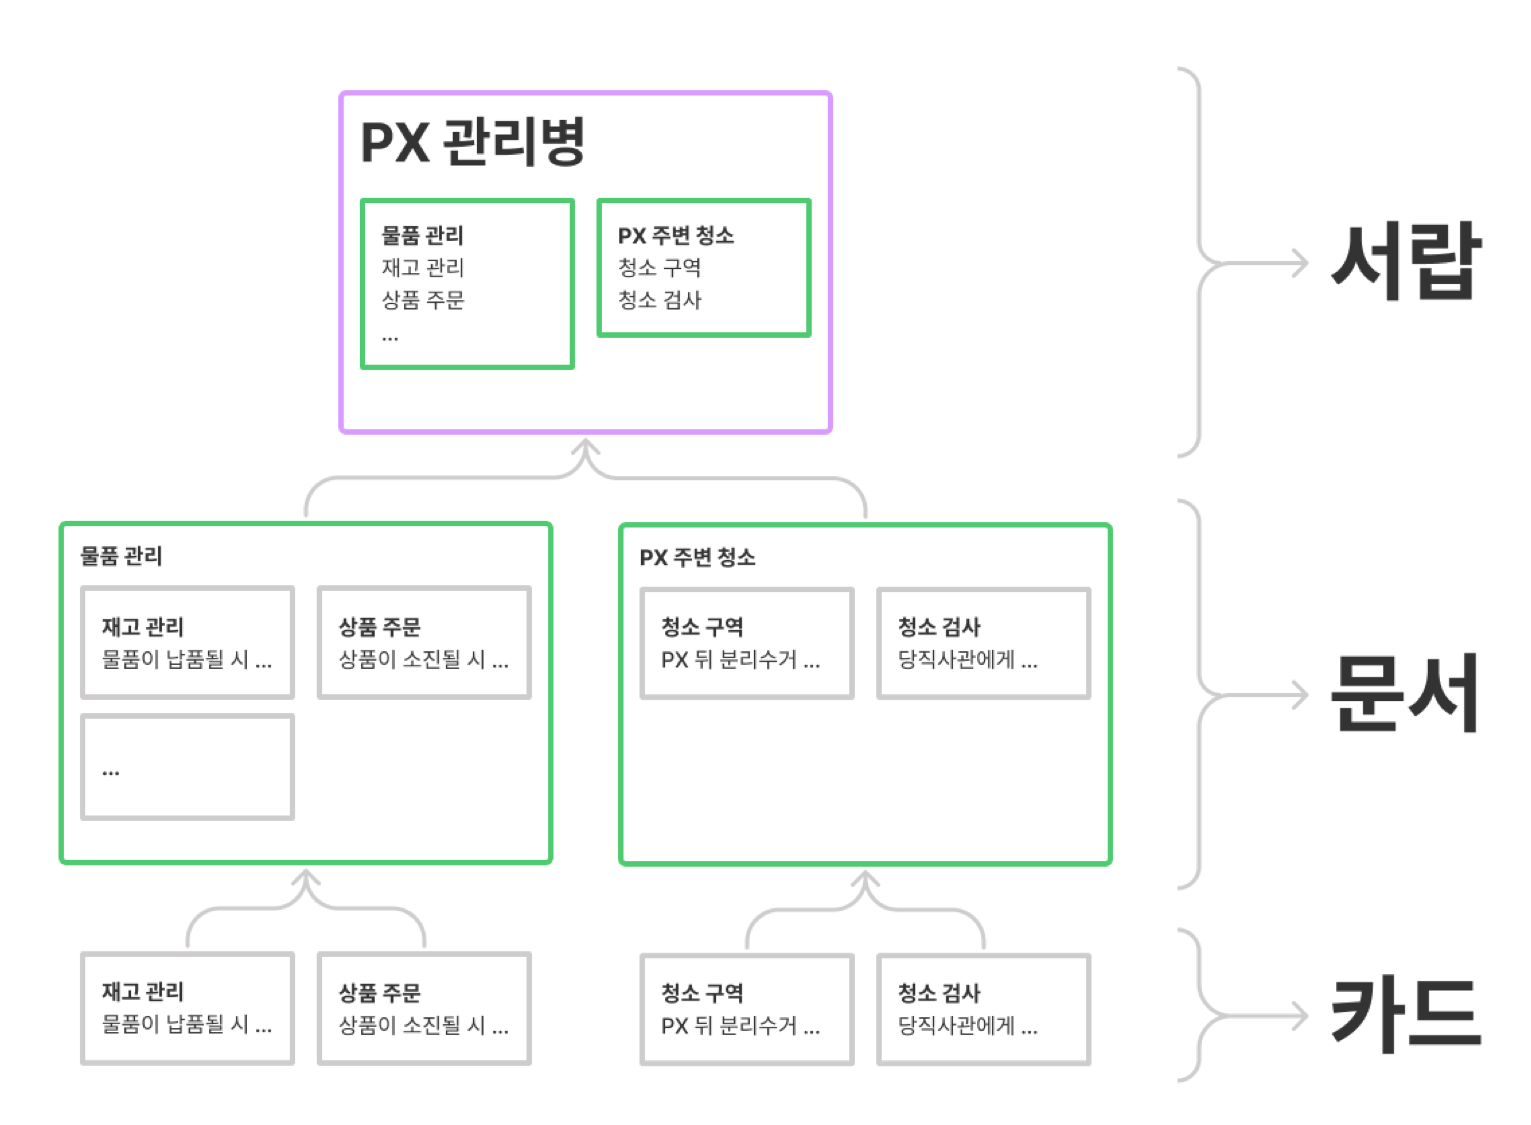 PX 관리병
물품 관리
재고 관리
상품 주문
...
PX 주변 청소
청소 구역
청소 검사
서랍
물품 관리
재고 관리
물품이 납품될 시 ...
상품 주문
상품이 소진될 시 ...
...
PX 주변 청소
청소 구역
PX 뒤 분리수거 ...
청소 검사
당직사관에게 ...
문서
재고 관리
물품이 납품될 시 ...
상품 주문
상품이 소진될 시 ...
청소 구역
PX 뒤 분리수거 ...
청소 검사
당직사관에게 ...
카드